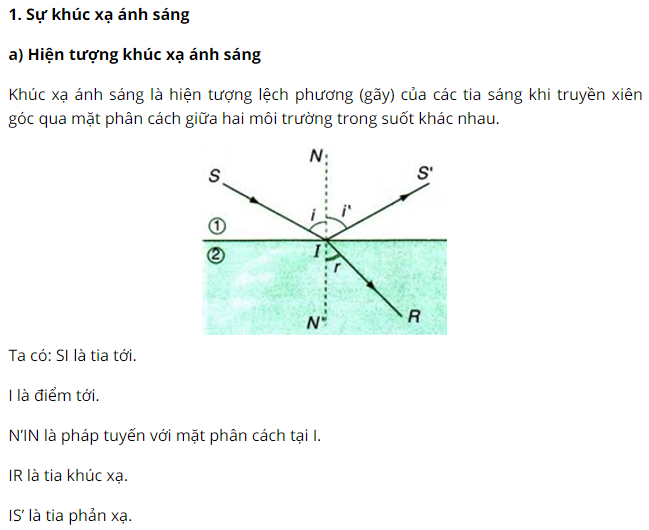 1. Sự khúc xạ ánh sáng
a) Hiện tượng khúc xạ ánh sáng
Khúc xạ ánh sáng là hiện tượng lệch phương (gãy) của các tia sáng khi truyền xiên
góc qua mặt phân cách giữa hai môi trường trong suốt khác nhau.
N
S
S'
i
i'
①
②
I
r
N'
R
Ta có: SI là tia tới.
I là điểm tới.
N’IN là pháp tuyến với mặt phân cách tại I.
IR là tia khúc xạ.
IS’ là tia phản xạ.